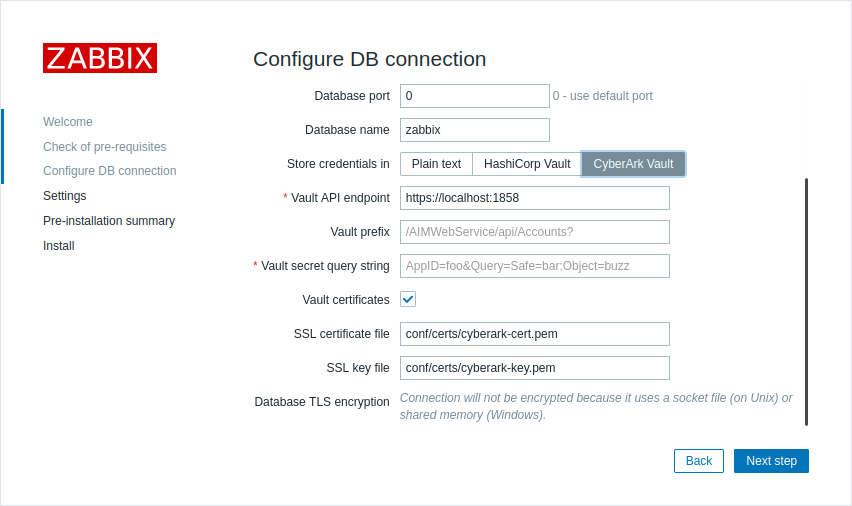 ZABBIX
Welcome
Check of pre-requisites
Configure DB connection
Settings
Pre-installation summary
Install
Configure DB connection
Database port 0 0 - use default port
Database name zabbix
Store credentials in Plain text HashiCorp Vault CyberArk Vault
* Vault API endpoint https://localhost:1858
Vault prefix /AIMWebService/api/Accounts?
* Vault secret query string AppID=foo&Query=Safe=bar;Object=buzz
Vault certificates
SSL certificate file conf/certs/cyberark-cert.pem
SSL key file conf/certs/cyberark-key.pem
Database TLS encryption Connection will not be encrypted because it uses a socket file (on Unix) or
shared memory (Windows).
Back Next step